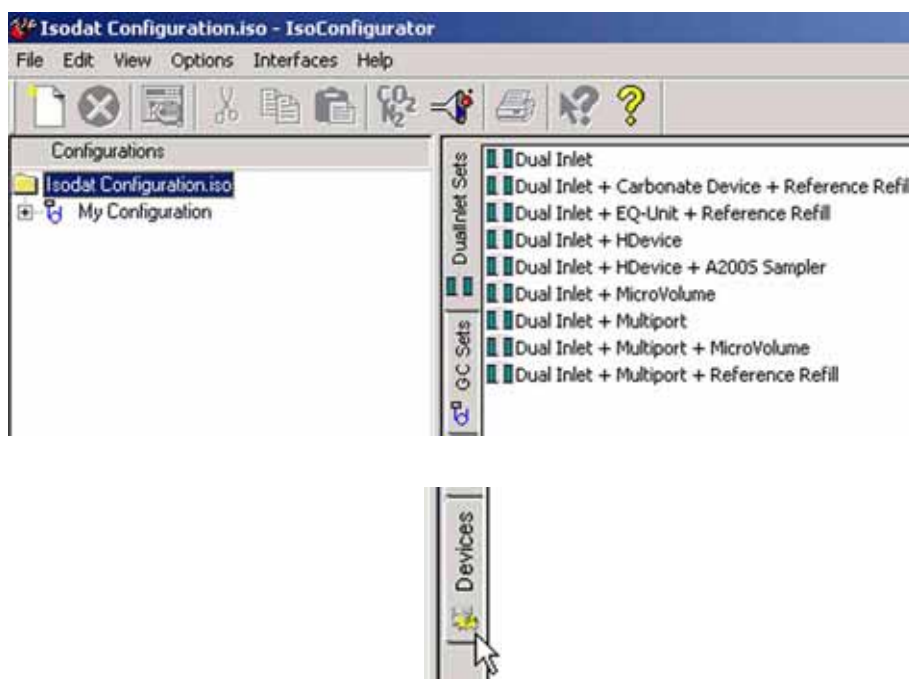 Isodat Configuration.iso - IsoConfigurator
File Edit View Options Interfaces Help
CO2 N2
Configurations
Isodat Configuration.iso
My Configuration
DualInlet Sets
GC Sets
Dual Inlet
Dual Inlet + Carbonate Device + Reference Refil
Dual Inlet + EQ-Unit + Reference Refill
Dual Inlet + HDevice
Dual Inlet + HDevice + A200S Sampler
Dual Inlet + MicroVolume
Dual Inlet + Multiport
Dual Inlet + Multiport + MicroVolume
Dual Inlet + Multiport + Reference Refill
Devices